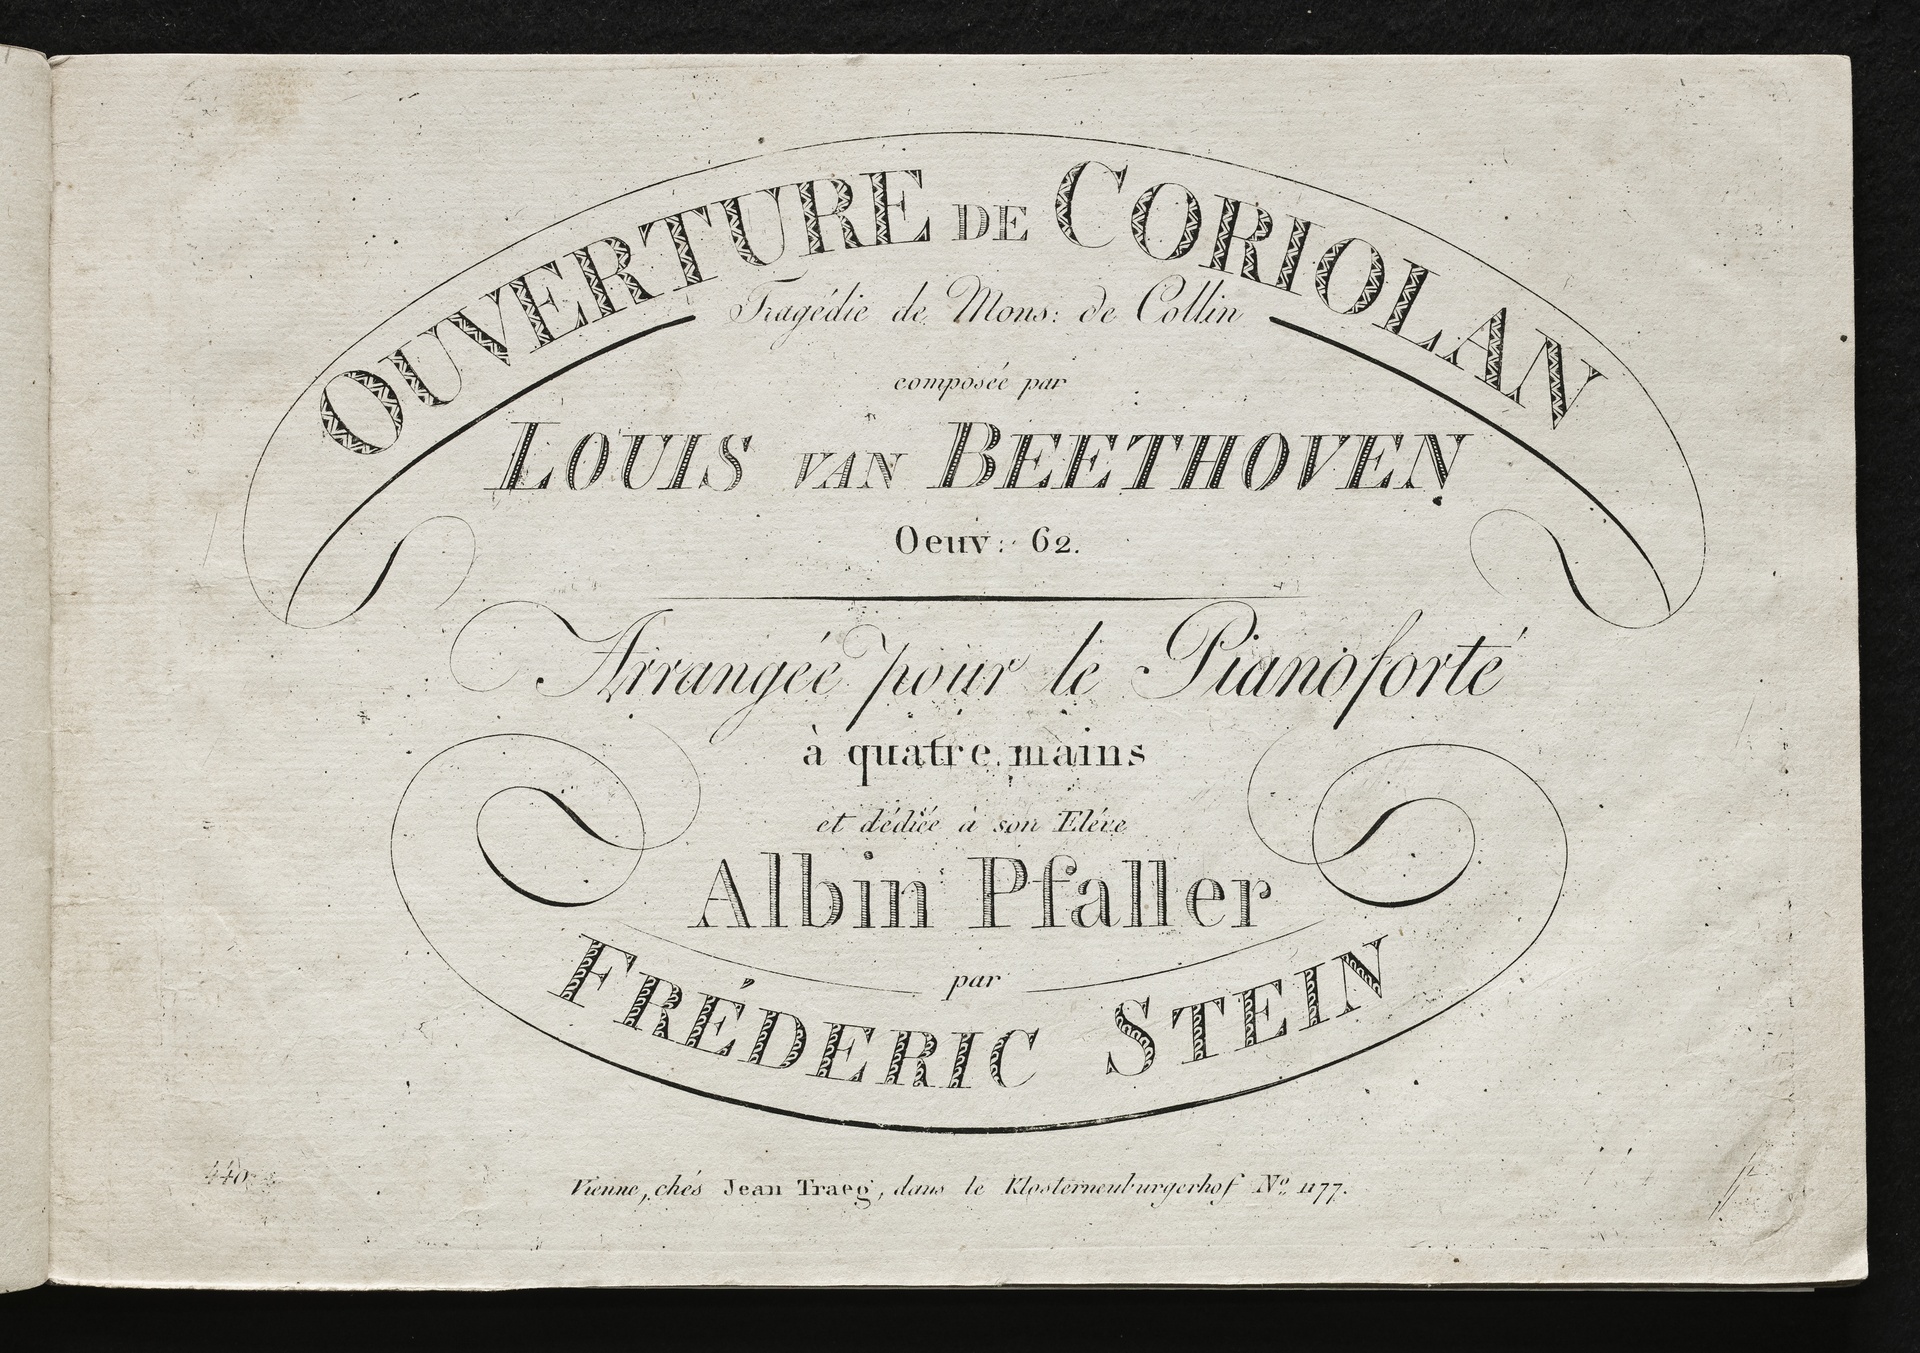 OUVERTURE DE CORIOLAN
Tragédie de Mons: de Collin
composée par
LOUIS VAN BEETHOVEN
Oeuv: 62.
Arrangée pour le Pianoforté
à quatre mains
et dédiée à son Eléve
Albin Pfaller
par
FRÉDERIC STEIN
440.
Vienne, chés Jean Traeg, dans le Klosterneuburgerhof No. 1177.